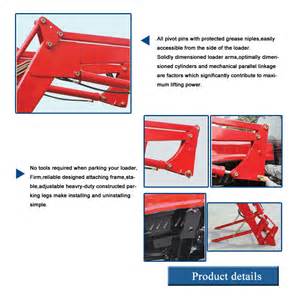 All pivot pins with protected grease niples,easily
accessible from the side of the loader.
Solidly dimensioned loader arms,optimally dimen-
sioned cylinders and mechanical parallel linkage
are factors which significantly contribute to maxi-
mum lifting power.
No tools required when parking your loader,
Firm,reliable designed attaching frame,sta-
ble,adjustable heavy-duty constructed par-
king legs make installing and uninstalling
simple.
Product details